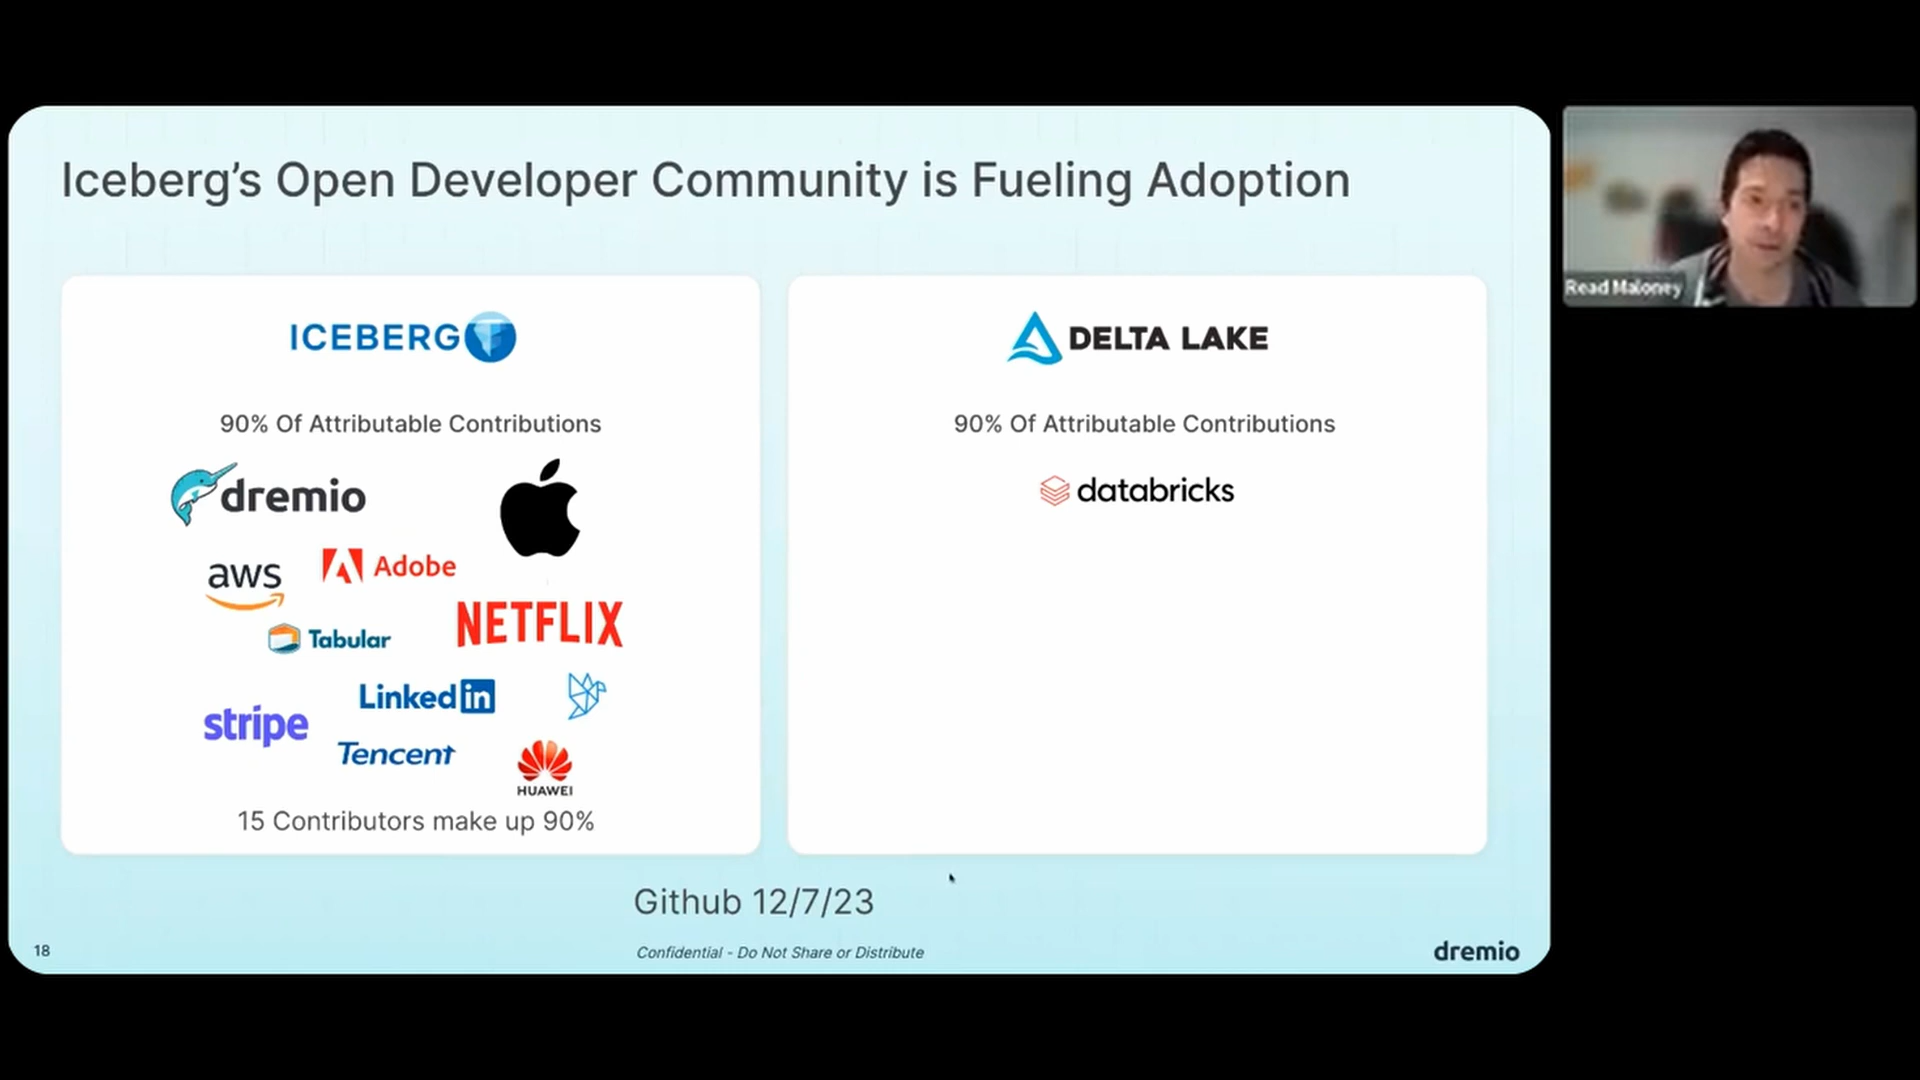 Iceberg's Open Developer Community is Fueling Adoption
Read Maloney
ICEBERG
90% Of Attributable Contributions
dremio
aws
Adobe
NETFLIX
Tabular
LinkedIn
stripe
Tencent
HUAWEI
15 Contributors make up 90%
DELTA LAKE
90% Of Attributable Contributions
databricks
Github 12/7/23
18
Confidential - Do Not Share or Distribute
dremio